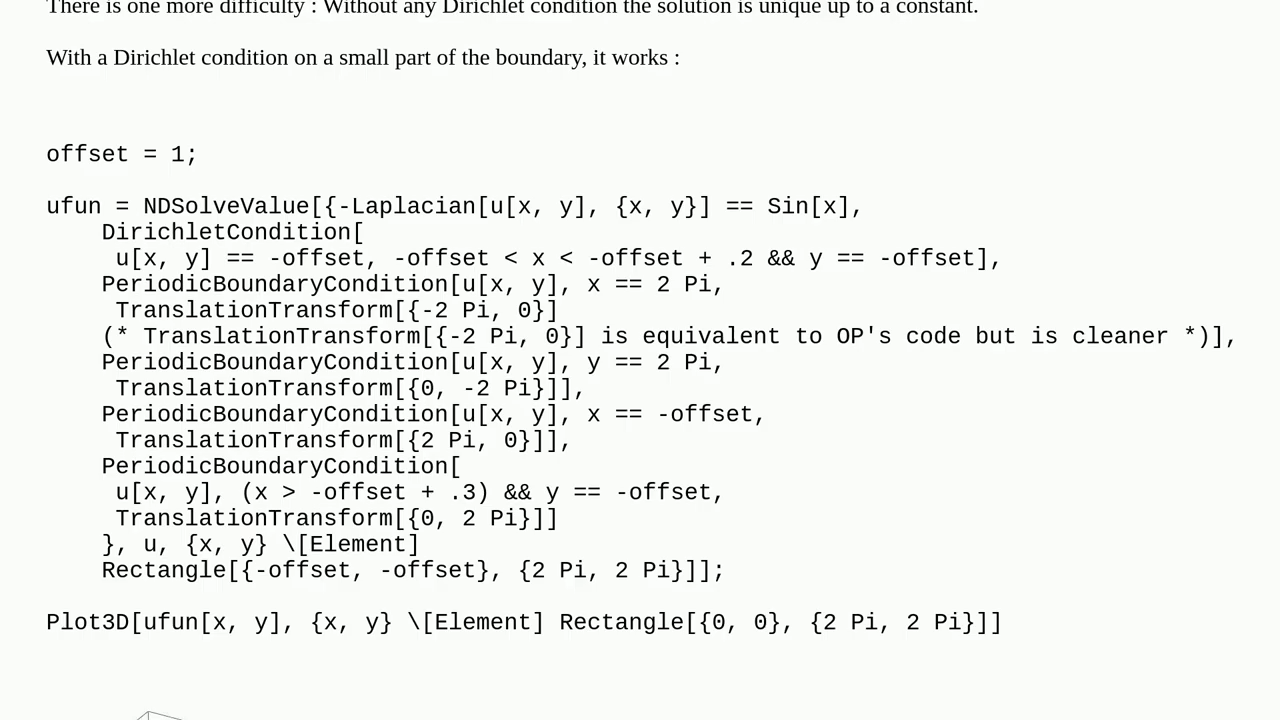 There is one more difficulty : Without any Dirichlet condition the solution is unique up to a constant.
With a Dirichlet condition on a small part of the boundary, it works :
offset = 1;
ufun = NDSolveValue[{-Laplacian[u[x, y], {x, y}] == Sin[x],
    DirichletCondition[
     u[x, y] == -offset, -offset < x < -offset + .2 && y == -offset],
    PeriodicBoundaryCondition[u[x, y], x == 2 Pi,
     TranslationTransform[{-2 Pi, 0}]
    (* TranslationTransform[{-2 Pi, 0}] is equivalent to OP's code but is cleaner *)],
    PeriodicBoundaryCondition[u[x, y], y == 2 Pi,
     TranslationTransform[{0, -2 Pi}]],
    PeriodicBoundaryCondition[u[x, y], x == -offset,
     TranslationTransform[{2 Pi, 0}]],
    PeriodicBoundaryCondition[
     u[x, y], (x > -offset + .3) && y == -offset,
     TranslationTransform[{0, 2 Pi}]]
    }, u, {x, y} \[Element]
    Rectangle[{-offset, -offset}, {2 Pi, 2 Pi}]];
Plot3D[ufun[x, y], {x, y} \[Element] Rectangle[{0, 0}, {2 Pi, 2 Pi}]]